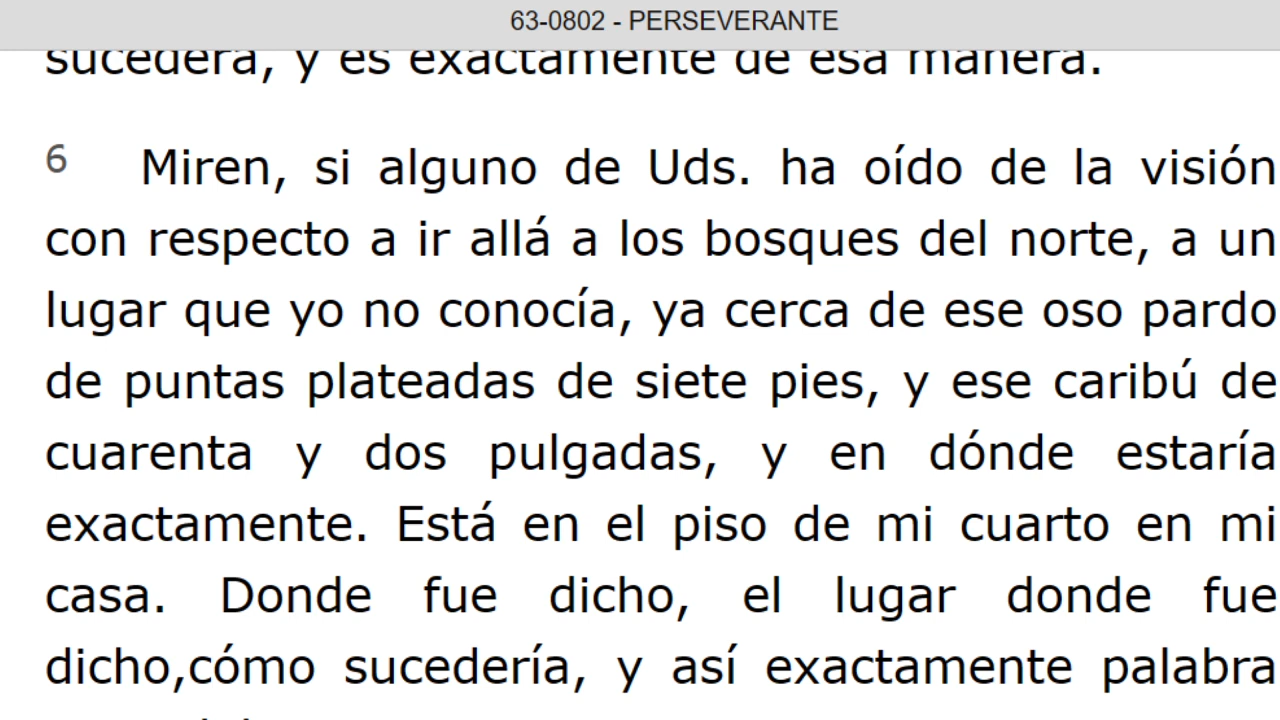 63-0802 - PERSEVERANTE
sucederá, y es exactamente de esa manera.
6 Miren, si alguno de Uds. ha oído de la visión
con respecto a ir allá a los bosques del norte, a un
lugar que yo no conocía, ya cerca de ese oso pardo
de puntas plateadas de siete pies, y ese caribú de
cuarenta y dos pulgadas, y en dónde estaría
exactamente. Está en el piso de mi cuarto en mi
casa. Donde fue dicho, el lugar donde fue
dicho,cómo sucedería, y así exactamente palabra